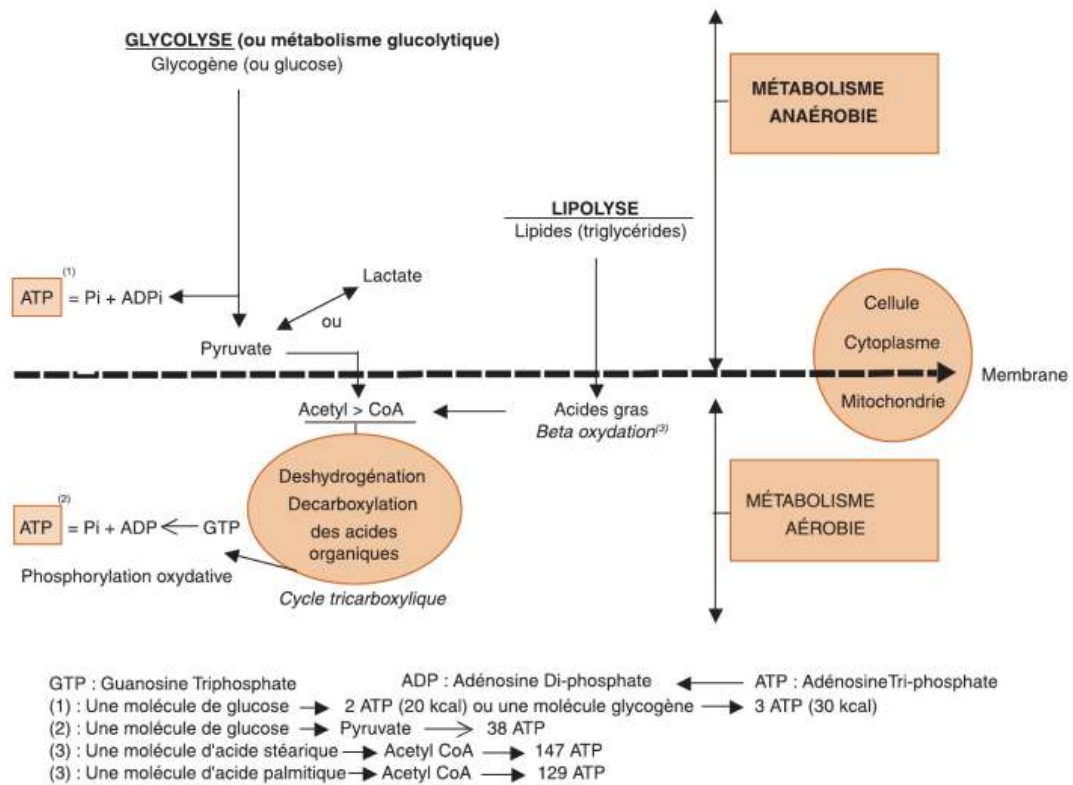 GLYCOLYSE (ou métabolisme glucolytique)
Glycogène (ou glucose)
MÉTABOLISME
ANAÉROBIE
LIPOLYSE
Lipides (triglycérides)
Lactate
ATP (1) = Pi + ADPi
ou
Pyruvate
Cellule
Cytoplasme
Membrane
Mitochondrie
Acetyl > CoA
Acides gras
Beta oxydation(3)
Deshydrogénation
Decarboxylation
des acides
organiques
MÉTABOLISME
AÉROBIE
ATP (2) = Pi + ADP ← GTP
Phosphorylation oxydative
Cycle tricarboxylique
GTP : Guanosine Triphosphate ADP : Adénosine Di-phosphate ← ATP : AdénosineTri-phosphate
(1) : Une molécule de glucose → 2 ATP (20 kcal) ou une molécule glycogène → 3 ATP (30 kcal)
(2) : Une molécule de glucose → Pyruvate → 38 ATP
(3) : Une molécule d'acide stéarique → Acetyl CoA → 147 ATP
(3) : Une molécule d'acide palmitique → Acetyl CoA → 129 ATP